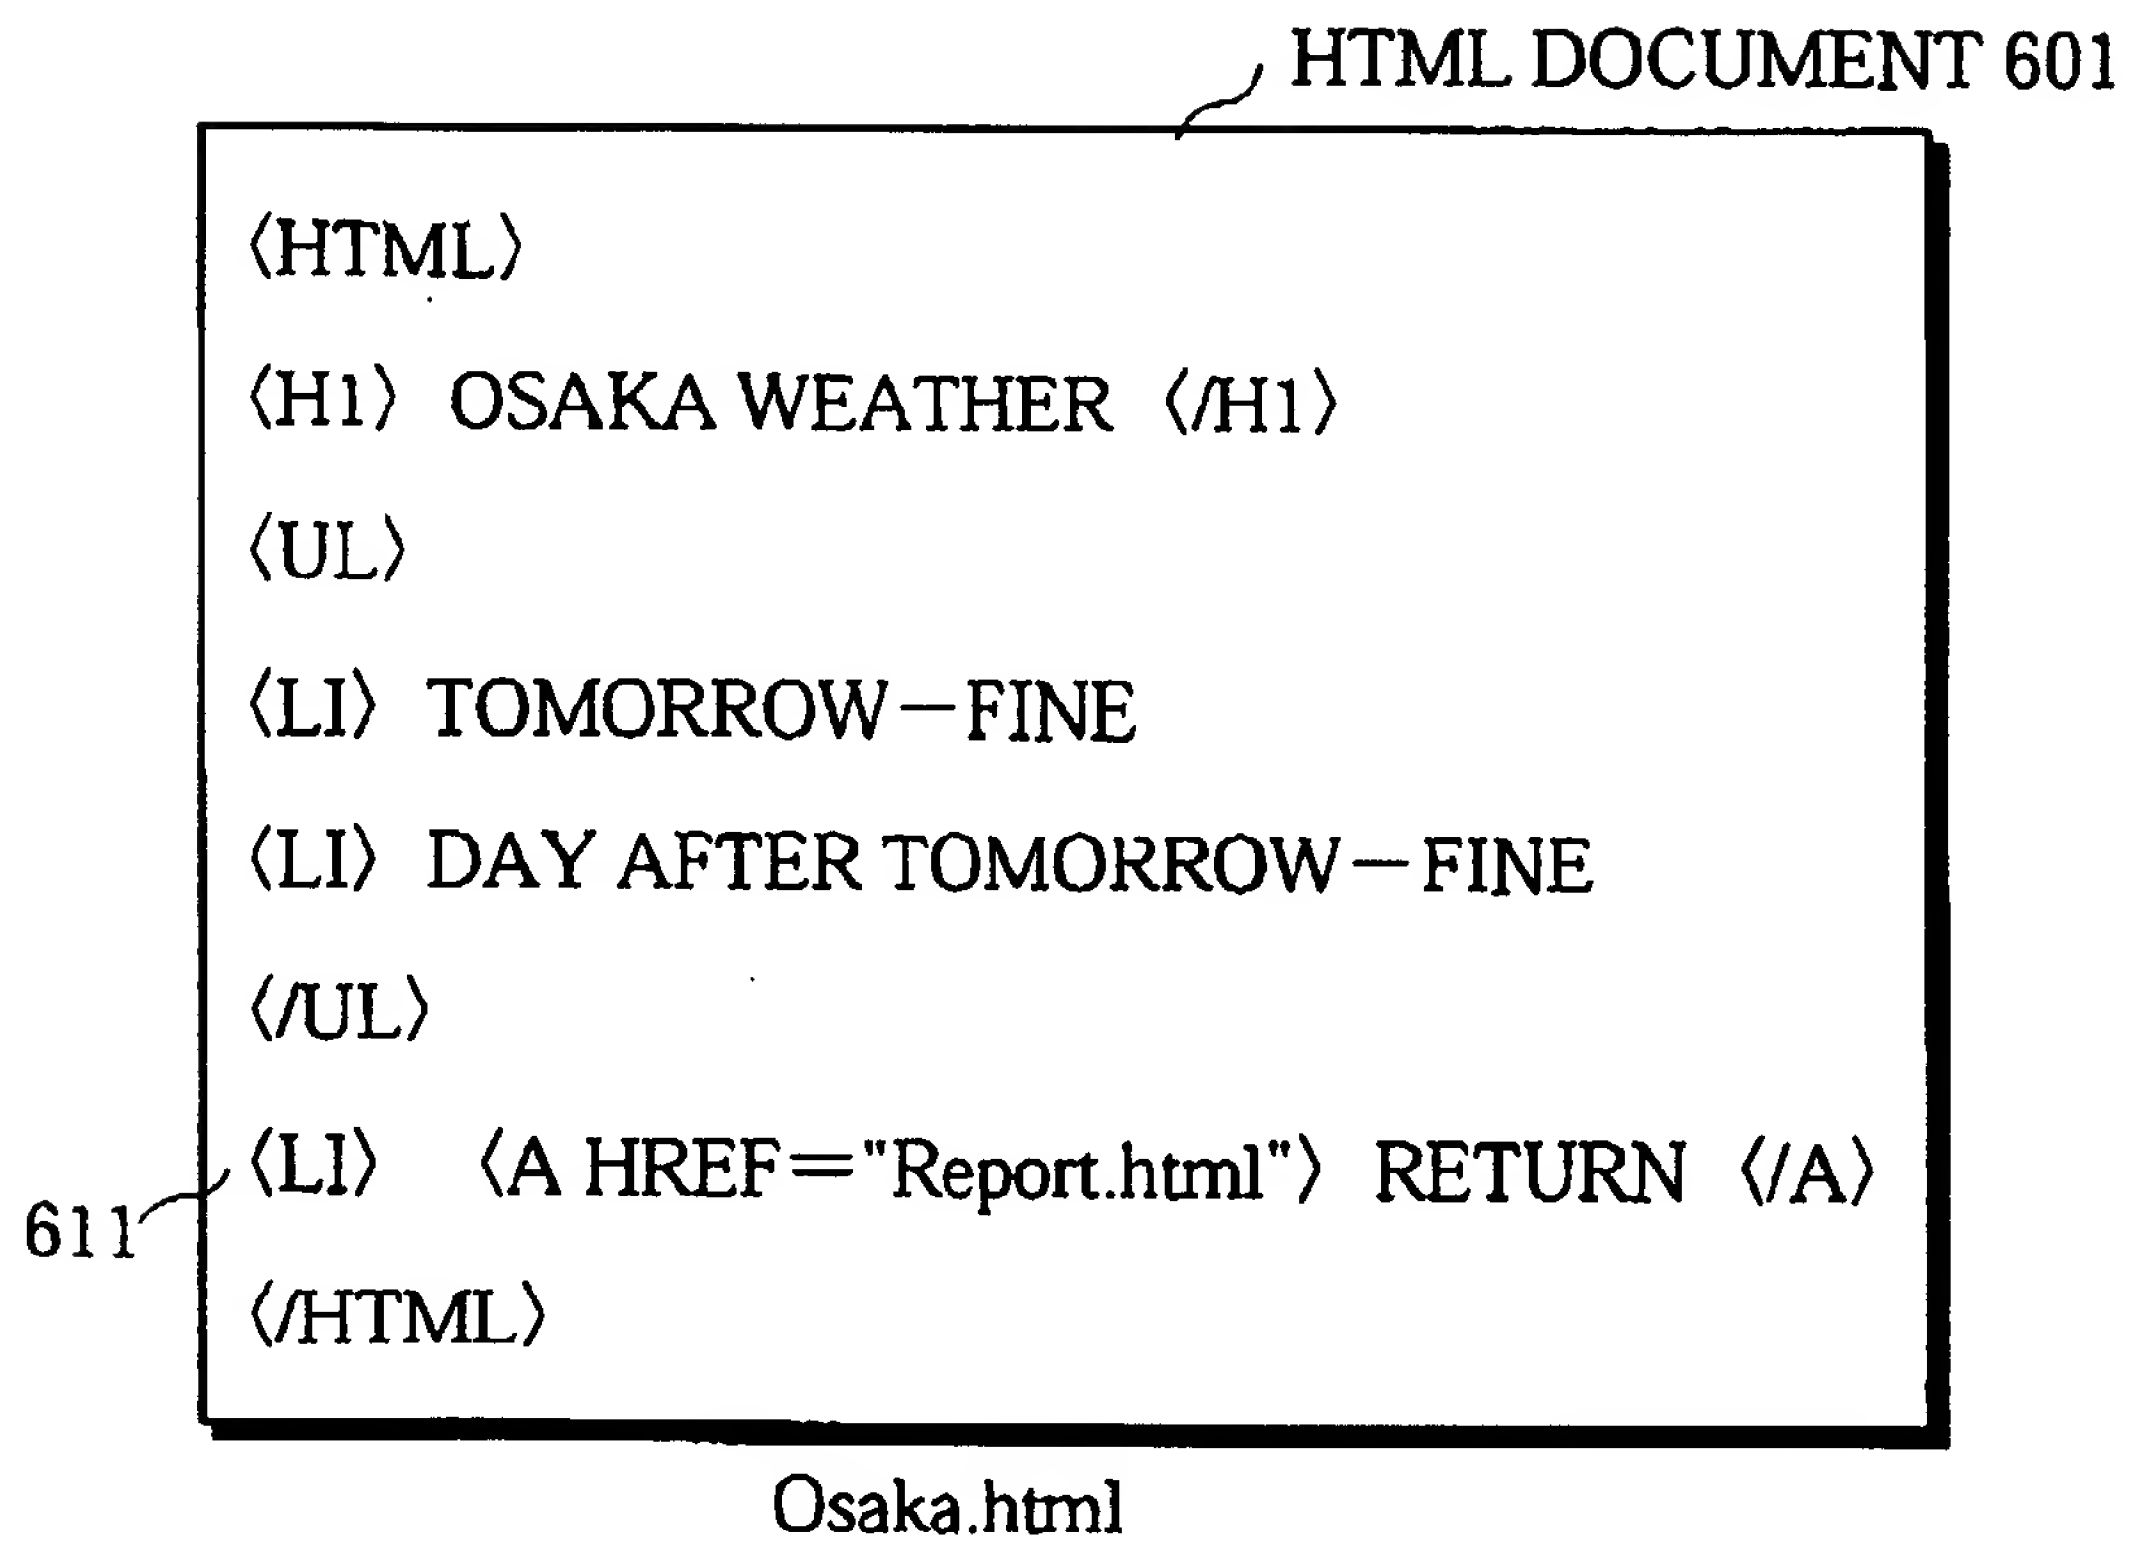 HTML DOCUMENT 601
〈HTML〉
〈H1〉 OSAKA WEATHER 〈/H1〉
〈UL〉
〈LI〉 TOMORROW—FINE
〈LI〉 DAY AFTER TOMORROW—FINE
〈/UL〉
〈LI〉 〈A HREF="Report.html"〉 RETURN 〈/A〉
611
〈/HTML〉
Osaka.html